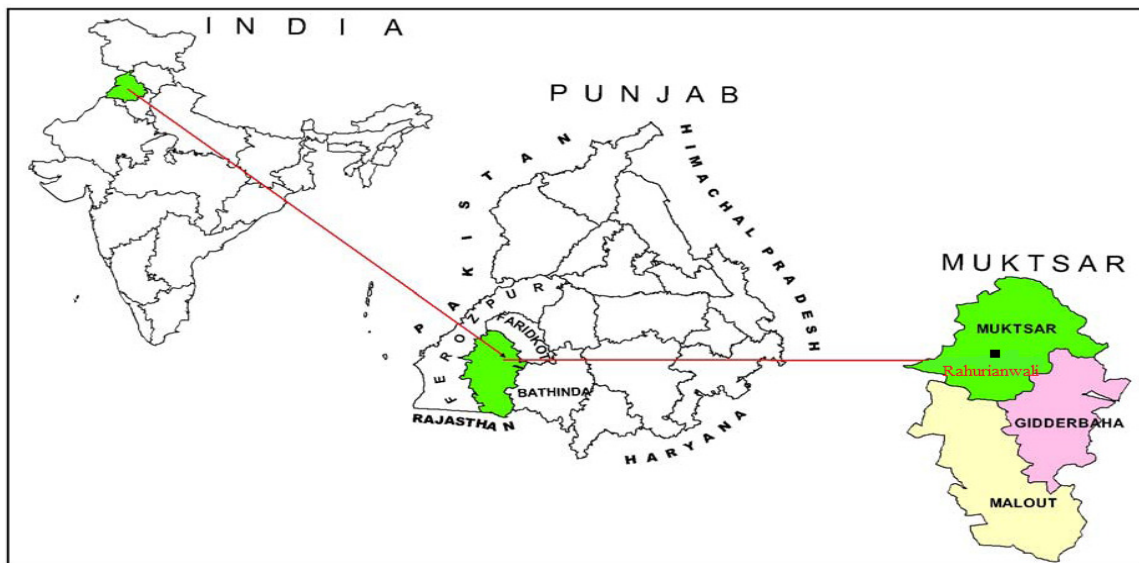 INDIA
PUNJAB
PAKISTAN
HIMACHAL PRADESH
FEROZPUR
FARIDKOT
BATHINDA
RAJASTHAN
HARYANA
MUKTSAR
MUKTSAR
Rahurianwali
GIDDERBAHA
MALOUT